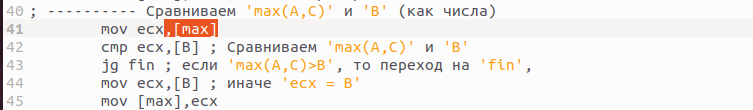 40 ; ---------- Сравниваем 'max(A,C)' и 'B' (как числа)
41 mov ecx,[max]
42 cmp ecx,[B] ; Сравниваем 'max(A,C)' и 'B'
43 jg fin ; если 'max(A,C)>B', то переход на 'fin',
44 mov ecx,[B] ; иначе 'ecx = B'
45 mov [max],ecx